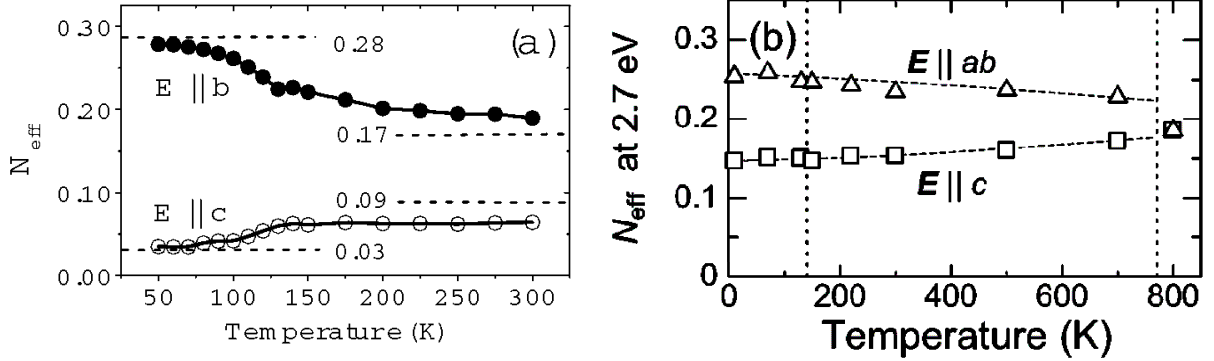 (a)
0.30
0.20
0.10
0.00
N_eff
0.28
E ||b
0.17
0.09
E ||c
0.03
50 100 150 200 250 300
Temperature (K)
(b)
0.3
0.2
0.1
0
N_eff at 2.7 eV
E || ab
E || c
0 200 400 600 800
Temperature (K)